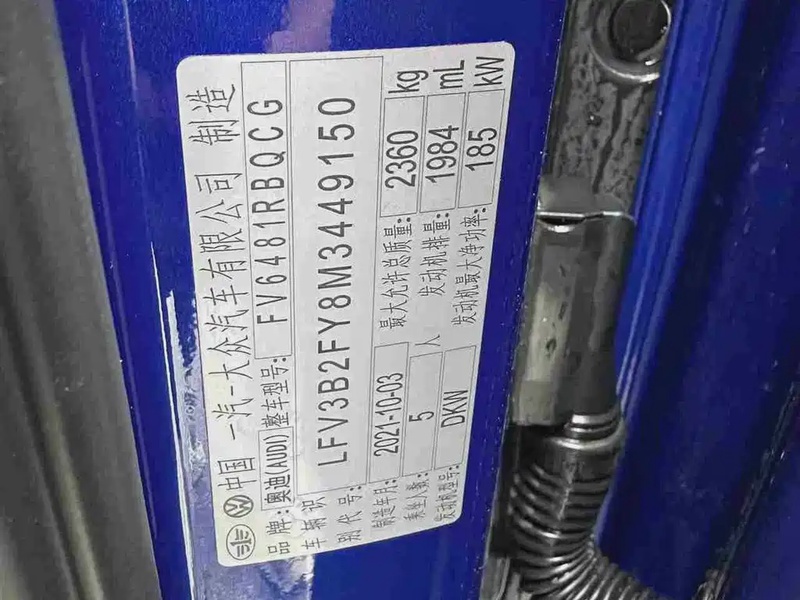 中国 一汽-大众汽车有限公司 制造
品牌: 奥迪(AUDI) 整车型号: FV6481RBQCG
车辆识别代号: LFV3B2FY8M3449150
制造年月: 2021-10-03 最大允许总质量: 2360 kg
乘坐人数: 5 人 发动机排量: 1984 mL
发动机型号: DKW 发动机最大净功率: 185 kW